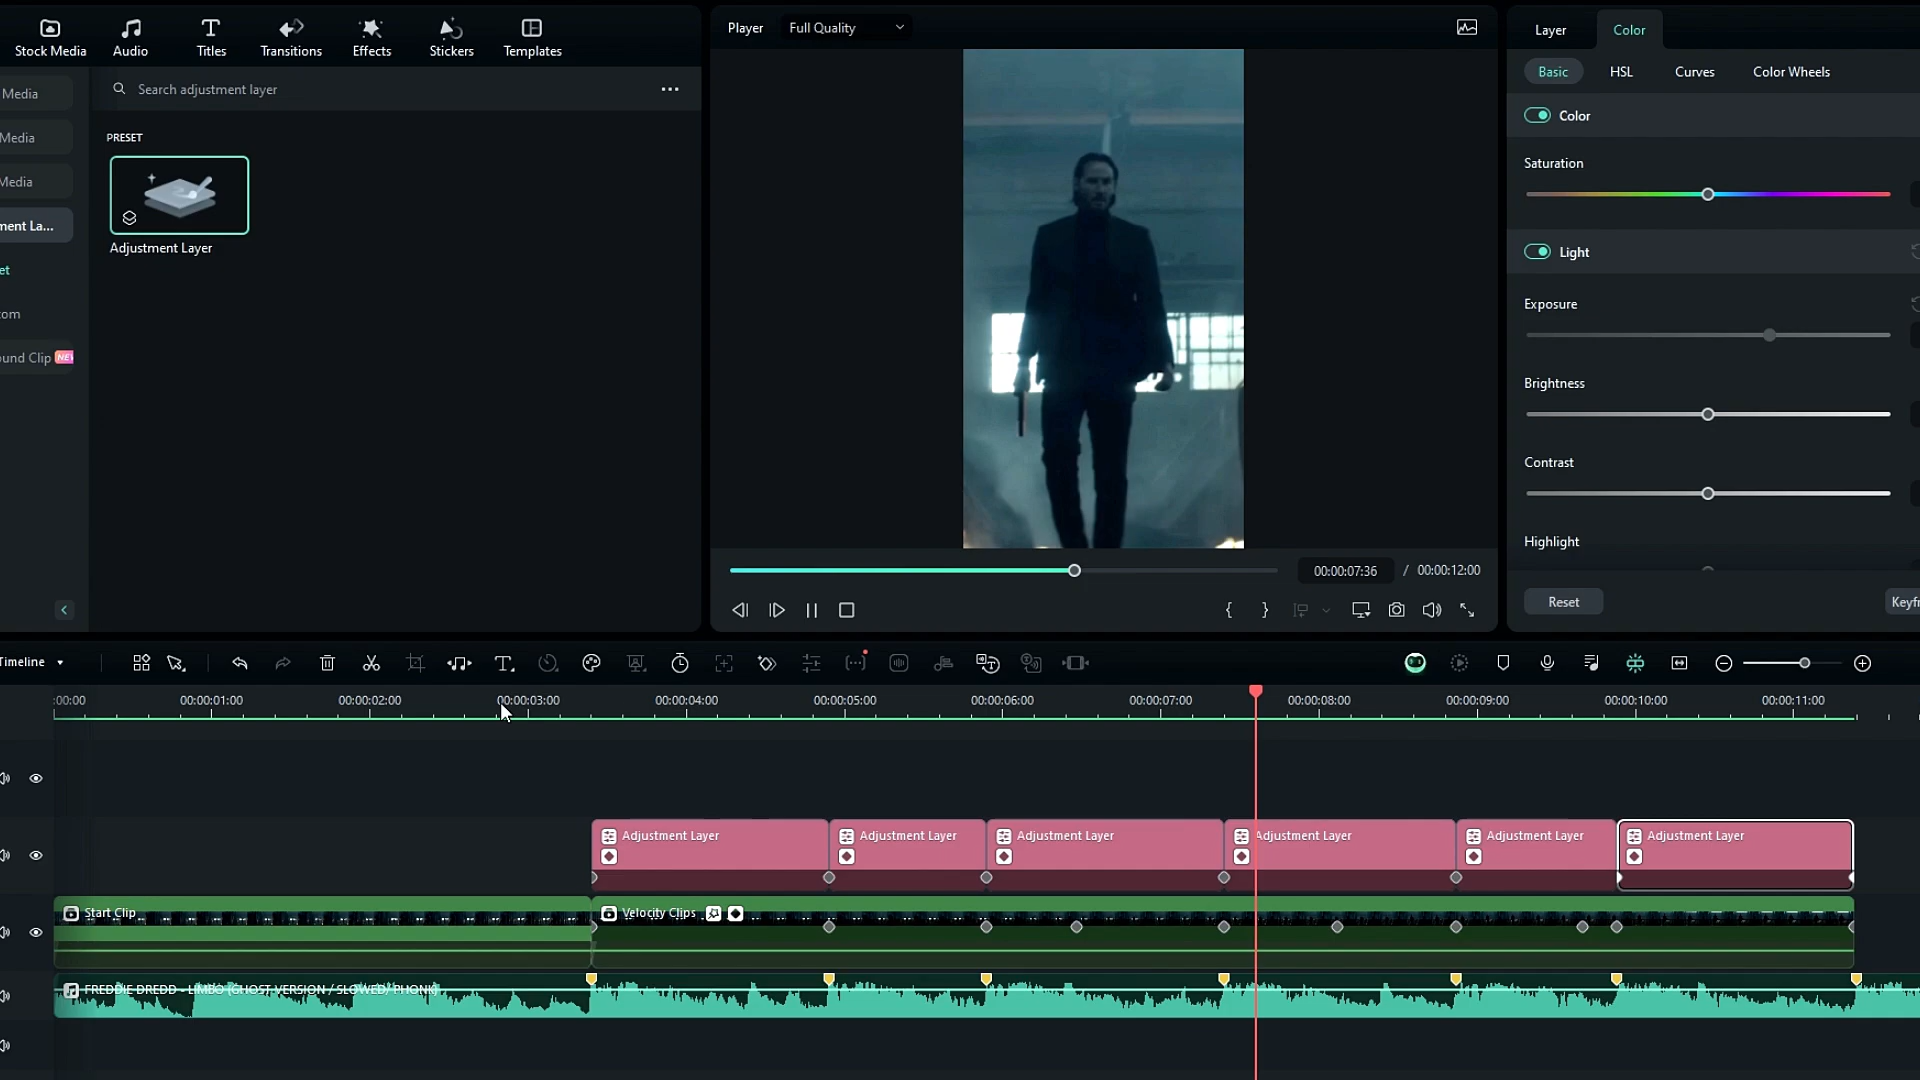 Stock Media
Audio
Titles
Transitions
Effects
Stickers
Templates
Player
Full Quality
Layer
Color
Media
Media
Media
ment La...
et
om
und Clip NEW
Search adjustment layer
PRESET
Adjustment Layer
Basic
HSL
Curves
Color Wheels
Color
Saturation
Light
Exposure
Brightness
Contrast
Highlight
Reset
Keyfr
00:00:07:36 / 00:00:12:00
Timeline
:00:00
00:00:01:00
00:00:02:00
00:00:03:00
00:00:04:00
00:00:05:00
00:00:06:00
00:00:07:00
00:00:08:00
00:00:09:00
00:00:10:00
00:00:11:00
Adjustment Layer
Adjustment Layer
Adjustment Layer
Adjustment Layer
Adjustment Layer
Adjustment Layer
Start Clip
Velocity Clips
FREDDIE DREDD - LIMBO (GHOST VERSION / SLOWED/ PHONK)